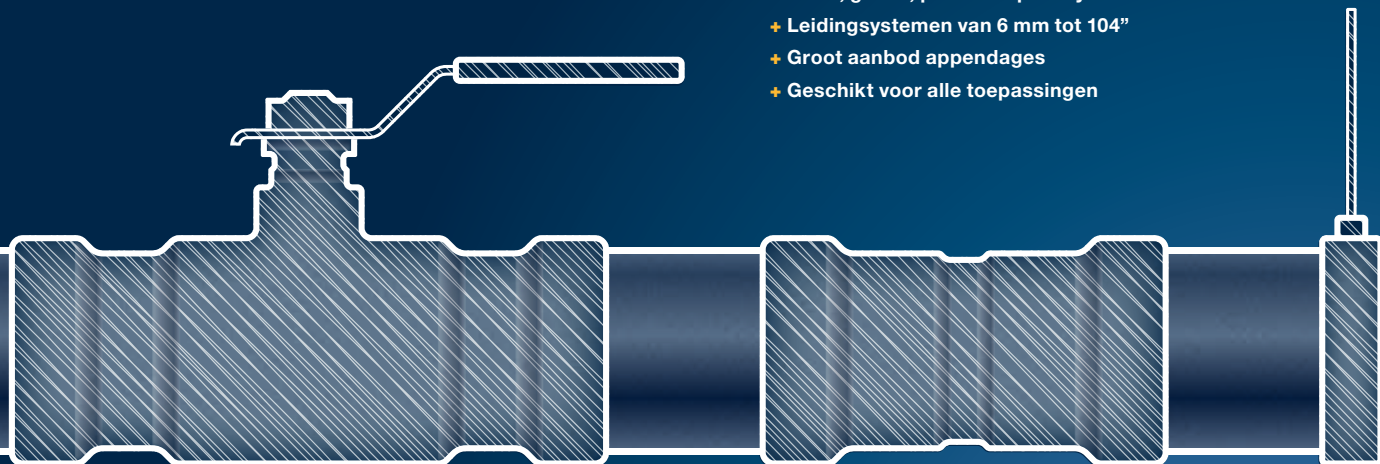 + Leidingsystemen van 6 mm tot 104”
+ Groot aanbod appendages
+ Geschikt voor alle toepassingen